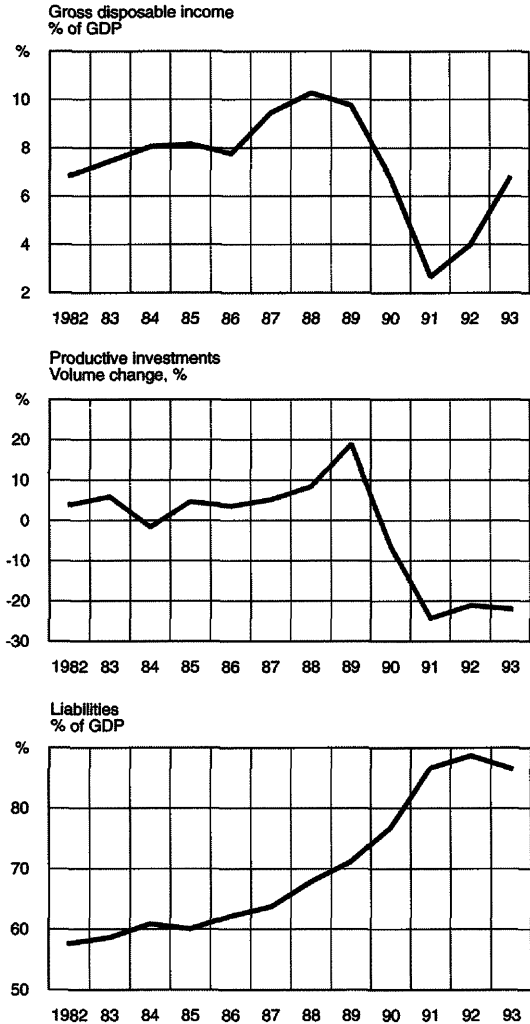 Gross disposable income
% of GDP
%
10
8
6
4
2
1982 83 84 85 86 87 88 89 90 91 92 93
Productive investments
Volume change, %
%
20
10
0
-10
-20
-30
1982 83 84 85 86 87 88 89 90 91 92 93
Liabilities
% of GDP
%
80
70
60
50
1982 83 84 85 86 87 88 89 90 91 92 93